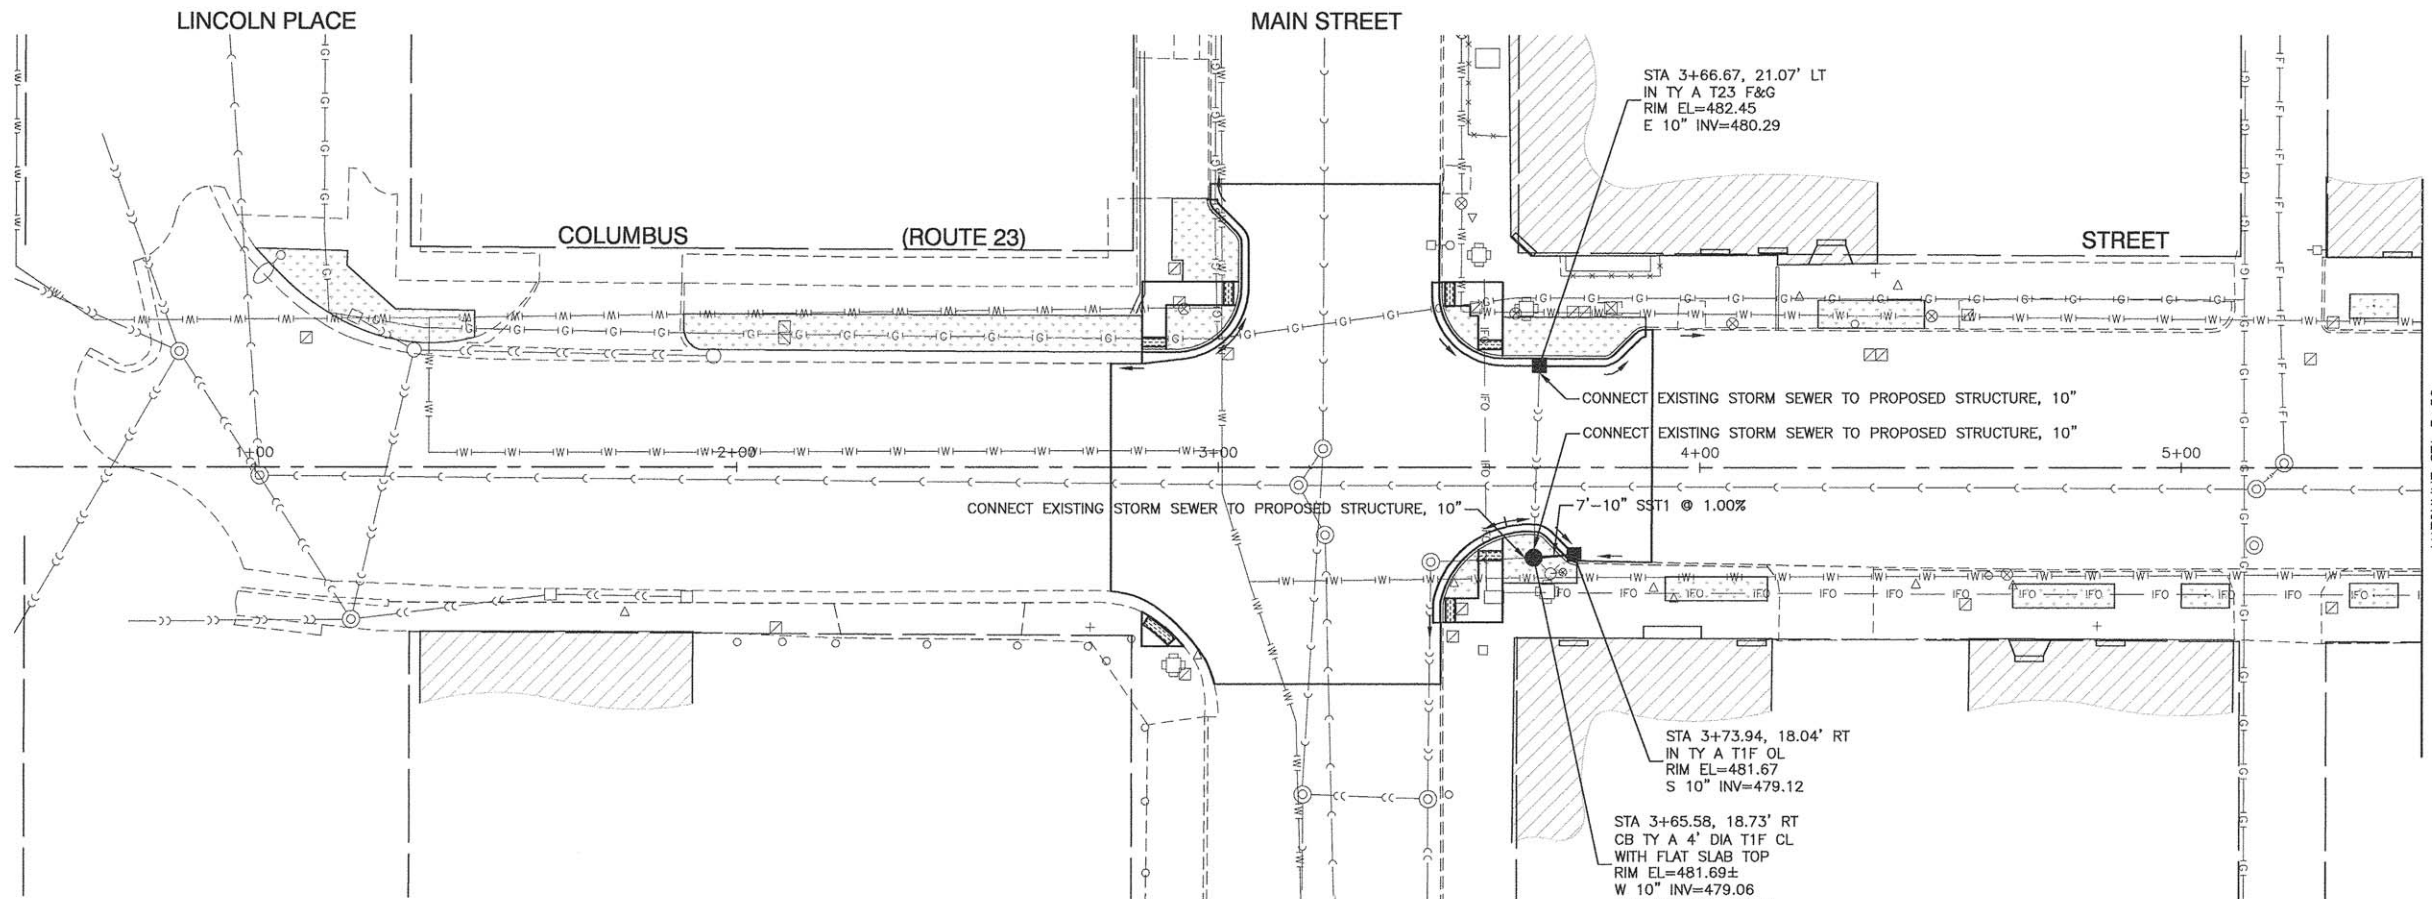 LINCOLN PLACE
MAIN STREET
STA 3+66.67, 21.07' LT
IN TY A T23 F&G
RIM EL=482.45
E 10" INV=480.29
COLUMBUS
(ROUTE 23)
STREET
CONNECT EXISTING STORM SEWER TO PROPOSED STRUCTURE, 10"
CONNECT EXISTING STORM SEWER TO PROPOSED STRUCTURE, 10"
1+00
2+00
3+00
4+00
5+00
CONNECT EXISTING STORM SEWER TO PROPOSED STRUCTURE, 10"
7'-10" SST1 @ 1.00%
STA 3+73.94, 18.04' RT
IN TY A T1F OL
RIM EL=481.67
S 10" INV=479.12
STA 3+65.58, 18.73' RT
CB TY A 4' DIA T1F CL
WITH FLAT SLAB TOP
RIM EL=481.69±
W 10" INV=479.06